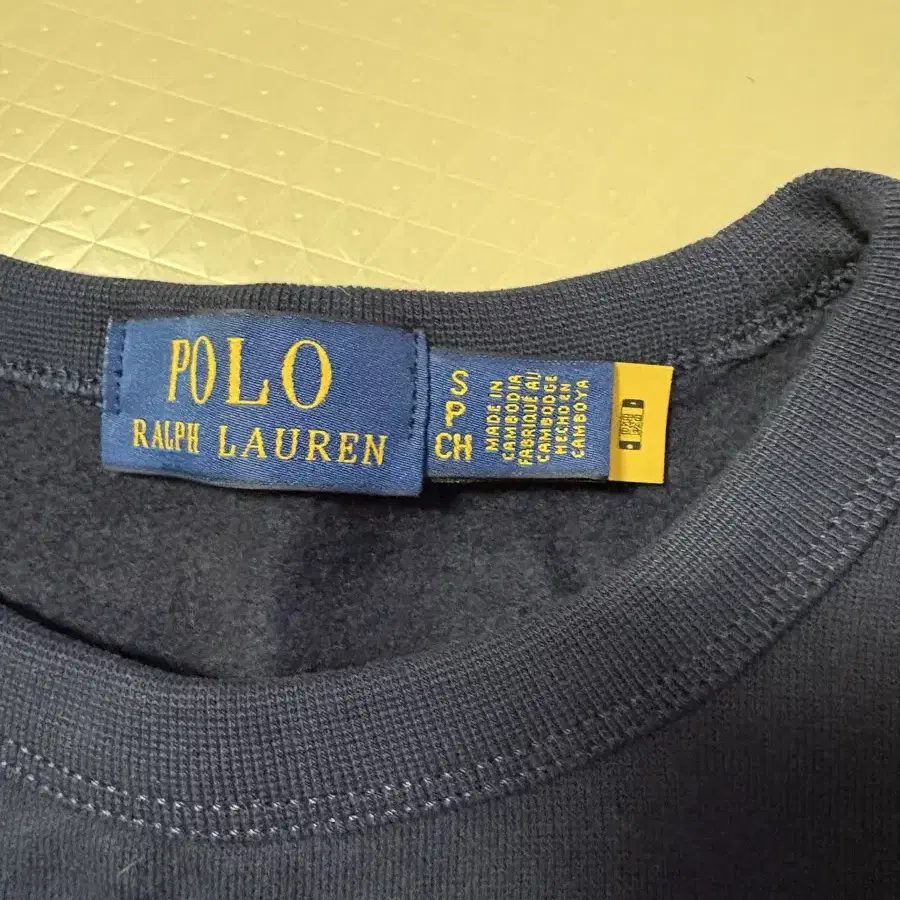 POLO
RALPH LAUREN
S
P
CH
MADE IN
CAMBODIA
FABRIQUÉ AU
CAMBODGE
HECHO EN
CAMBOYA